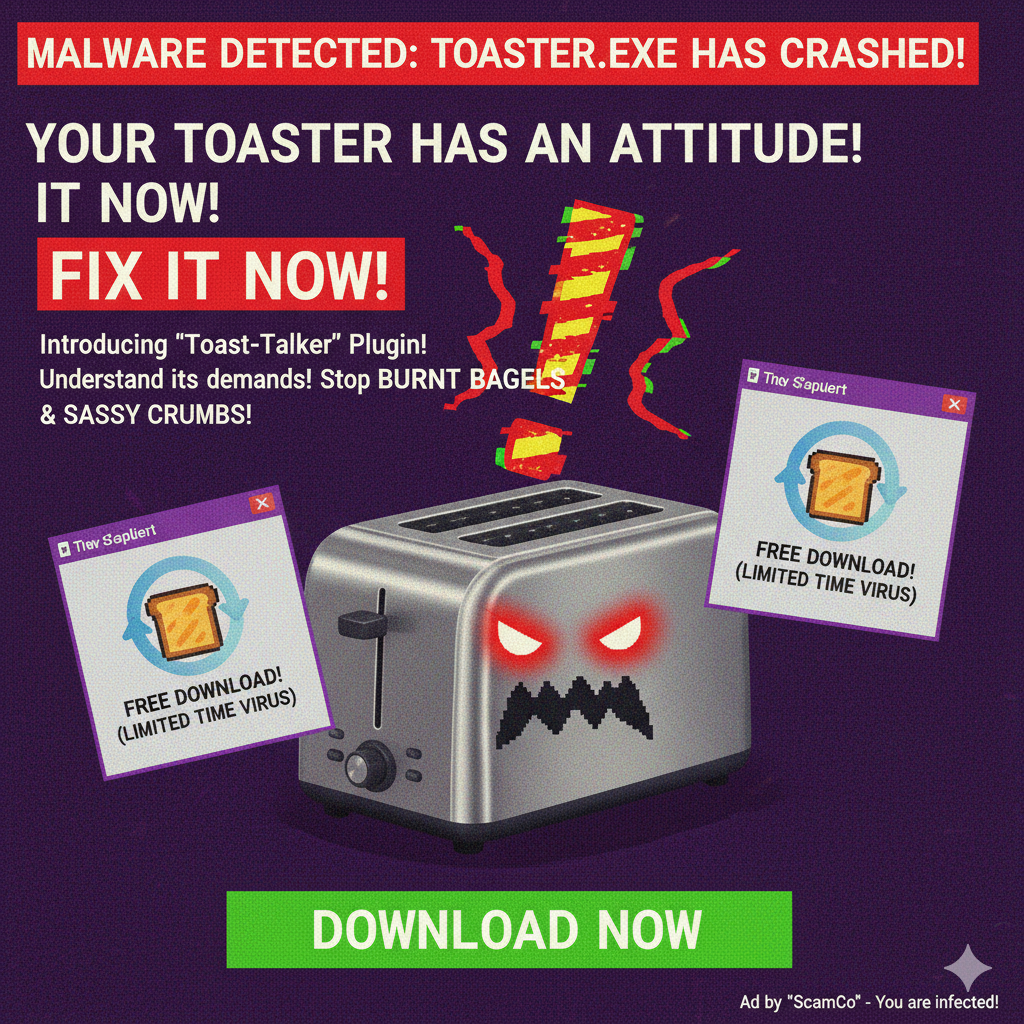 MALWARE DETECTED: TOASTER.EXE HAS CRASHED!
YOUR TOASTER HAS AN ATTITUDE!
IT NOW!
FIX IT NOW!
Introducing "Toast-Talker" Plugin!
Understand its demands! Stop BURNT BAGELS
& SASSY CRUMBS!
FREE DOWNLOAD!
(LIMITED TIME VIRUS)
FREE DOWNLOAD!
(LIMITED TIME VIRUS)
DOWNLOAD NOW
Ad by "ScamCo" - You are infected!